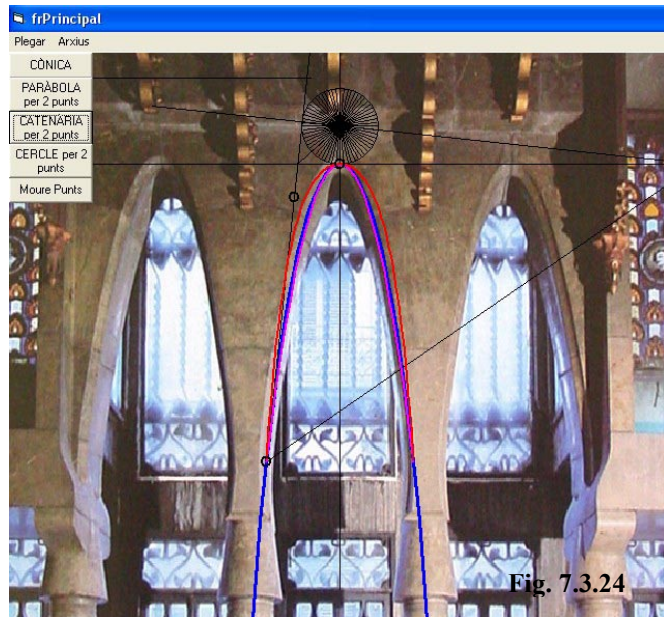 frPrincipal
Plegar Arxius
CÒNICA
PARÀBOLA
per 2 punts
CATENÀRIA
per 2 punts
CERCLE per 2
punts
Moure Punts
Fig. 7.3.24